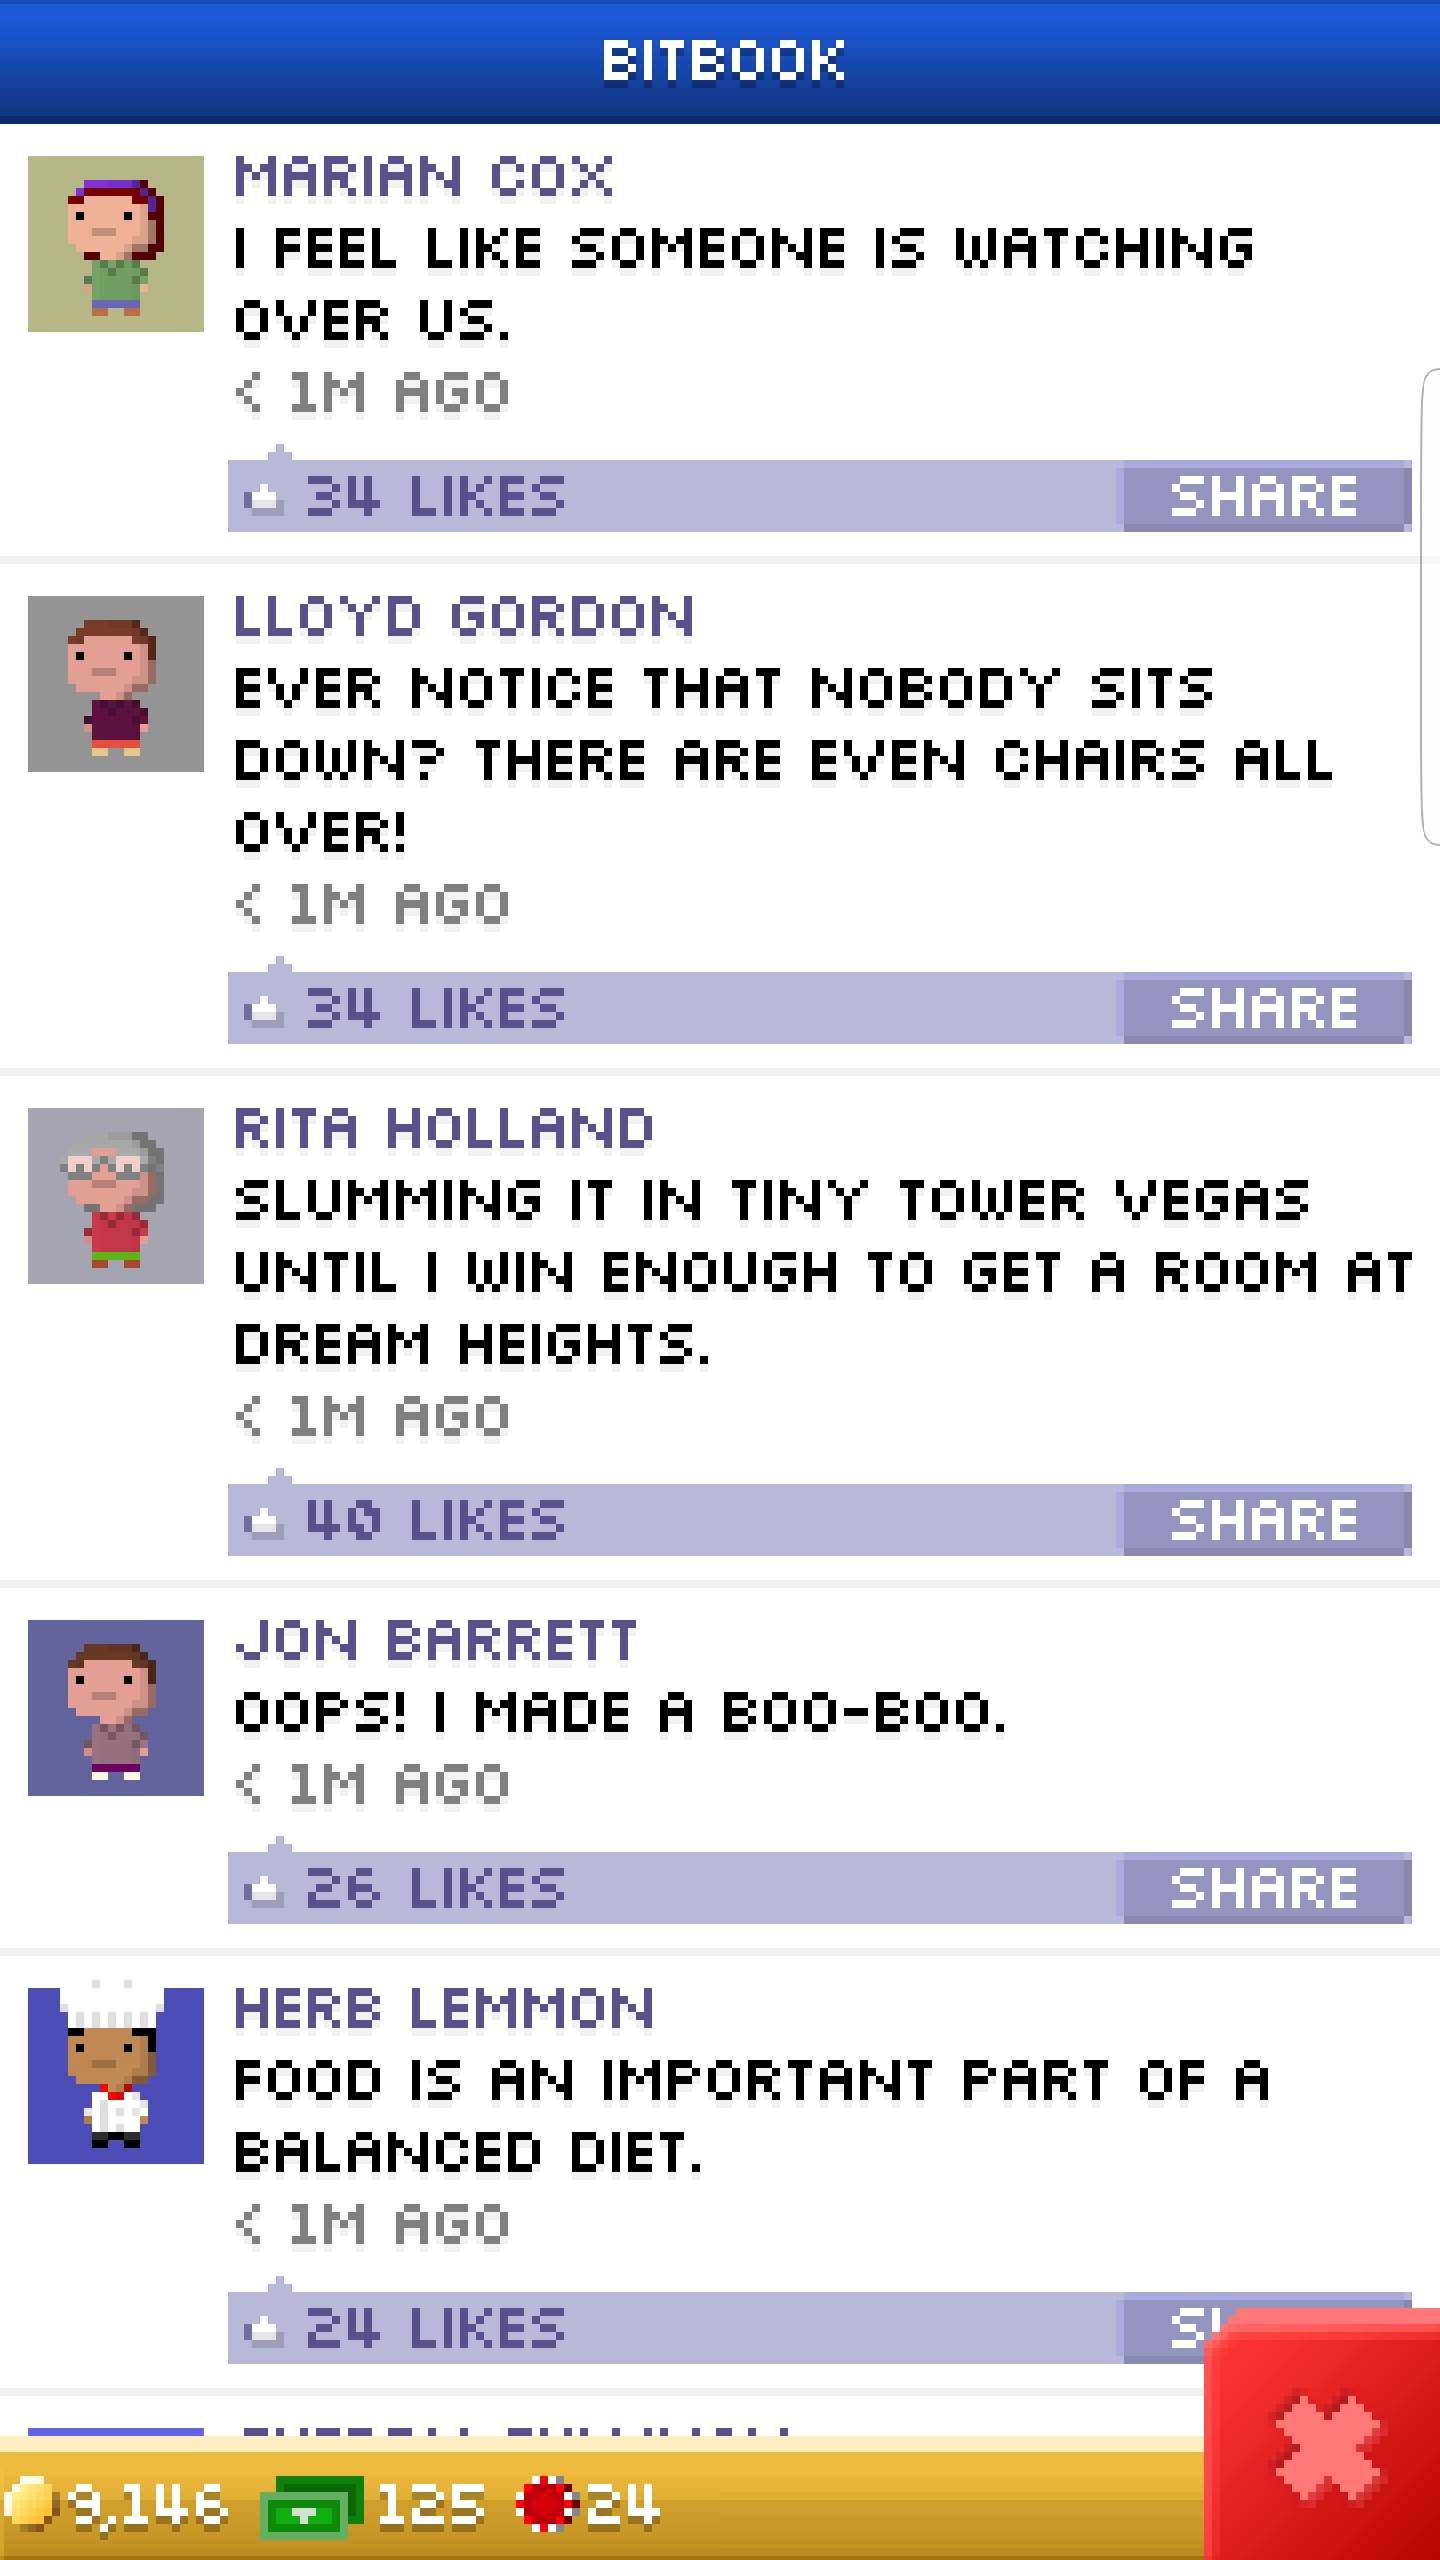 BITBOOK
MARIAN COX
I FEEL LIKE SOMEONE IS WATCHING
OVER US.
< 1M AGO
34 LIKES
SHARE
LLOYD GORDON
EVER NOTICE THAT NOBODY SITS
DOWN? THERE ARE EVEN CHAIRS ALL
OVER!
< 1M AGO
34 LIKES
SHARE
RITA HOLLAND
SLUMMING IT IN TINY TOWER VEGAS
UNTIL I WIN ENOUGH TO GET A ROOM AT
DREAM HEIGHTS.
< 1M AGO
40 LIKES
SHARE
JON BARRETT
OOPS! I MADE A BOO-BOO.
< 1M AGO
26 LIKES
SHARE
HERB LEMMON
FOOD IS AN IMPORTANT PART OF A
BALANCED DIET.
< 1M AGO
24 LIKES
9,146 125 24